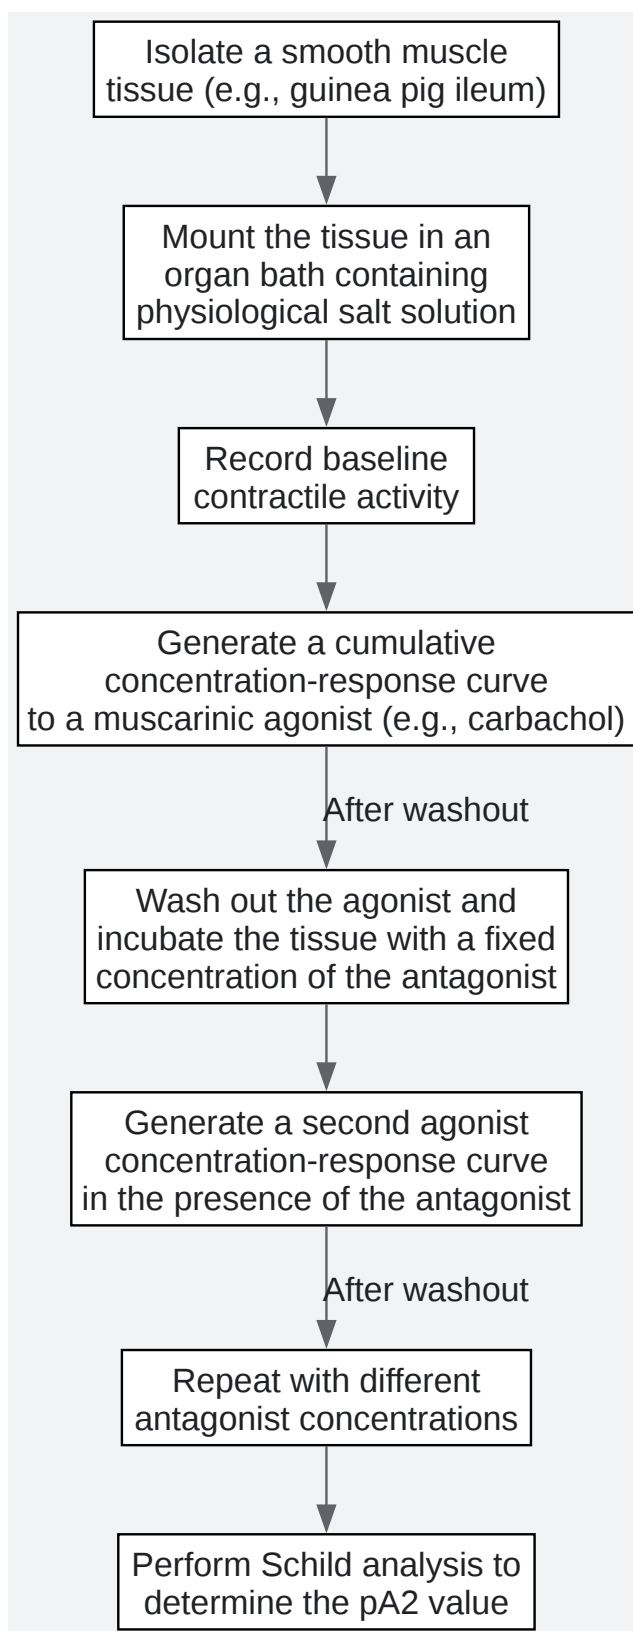 Isolate a smooth muscle
tissue (e.g., guinea pig ileum)
Mount the tissue in an
organ bath containing
physiological salt solution
Record baseline
contractile activity
Generate a cumulative
concentration-response curve
to a muscarinic agonist (e.g., carbachol)
After washout
Wash out the agonist and
incubate the tissue with a fixed
concentration of the antagonist
Generate a second agonist
concentration-response curve
in the presence of the antagonist
After washout
Repeat with different
antagonist concentrations
Perform Schild analysis to
determine the pA2 value